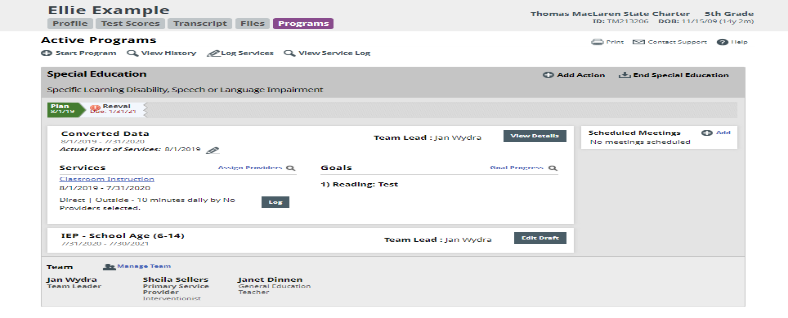 Ellie Example
Profile Test Scores Transcript Files Programs
Thomas MacLaren State Charter 5th Grade
ID: TM213206 DOB: 11/15/09 (14y 2m)
Active Programs
Print Contact Support Help
Start Program View History Log Services View Service Log
Special Education
Add Action End Special Education
Specific Learning Disability, Speech or Language Impairment
Plan
8/1/19
Reeval
Due: 1/31/21
Converted Data
8/1/2019 - 7/31/2020
Actual Start of Services: 8/1/2019
Team Lead : Jan Wydra
View Details
Services
Assign Providers
Classroom Instruction
8/1/2019 - 7/31/2020
Direct | Outside - 10 minutes daily by No
Providers selected.
Log
Goals
Goal Progress
1) Reading: Test
Scheduled Meetings Add
No meetings scheduled
IEP - School Age (6-14)
7/31/2020 - 7/30/2021
Team Lead : Jan Wydra
Edit Draft
Team Manage Team
Jan Wydra
Team Leader
Sheila Sellers
Primary Service
Provider
Interventionist
Janet Dinnen
General Education
Teacher